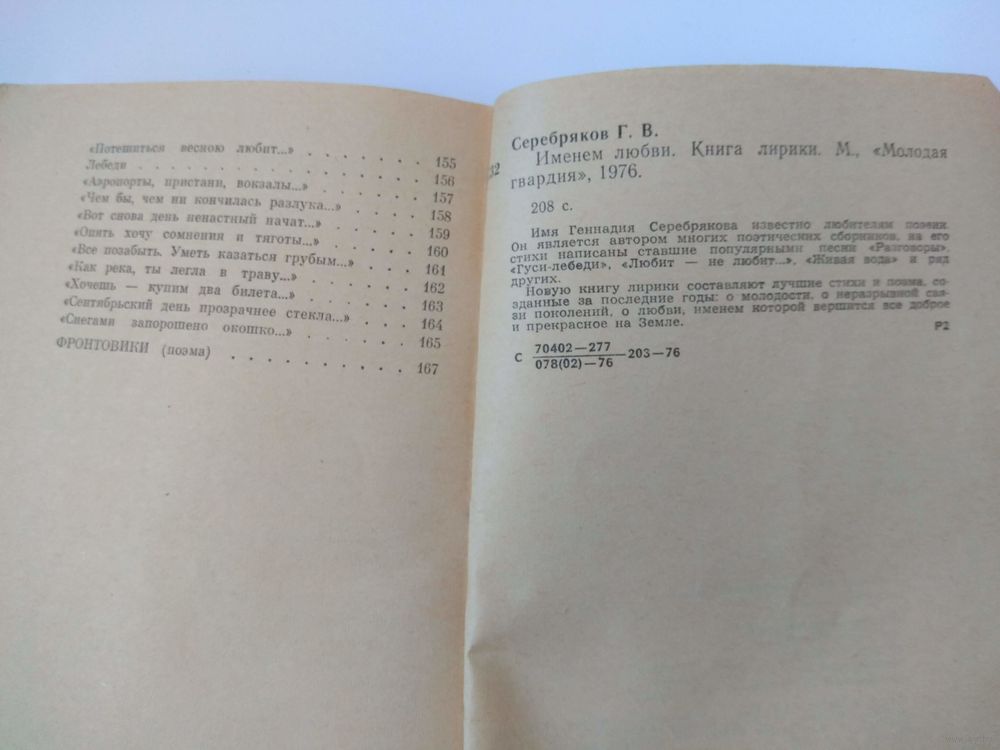 «Потешиться весною любит...» . . . . . . . 155
Лебеди . . . . . . . . . . . . . . 156
«Аэропорты, пристани, вокзалы...» . . . . . . 157
«Чем бы, чем ни кончилась разлука...» . . . . 158
«Вот снова день ненастный начат...» . . . . . 159
«Опять хочу сомнения и тяготы...» . . . . . . 160
«Все позабыть. Уметь казаться грубым...» . . . 161
«Как река, ты легла в траву...» . . . . . . . 162
«Хочешь — купим два билета...» . . . . . . . 163
«Сентябрьский день прозрачнее стекла...» . . . 164
«Снегами запорошено окошко...» . . . . . . . 165
ФРОНТОВИКИ (поэма) . . . . . . . . . . 167
32
Серебряков Г. В.
Именем любви. Книга лирики. М., «Молодая
гвардия», 1976.
208 с.
Имя Геннадия Серебрякова известно любителям поэзии.
Он является автором многих поэтических сборников, на его
стихи написаны ставшие популярными песни «Разговоры»,
«Гуси-лебеди», «Любит — не любит...», «Живая вода» и ряд
других.
Новую книгу лирики составляют лучшие стихи и поэма, со-
зданные за последние годы: о молодости, о неразрывной свя-
зи поколений, о любви, именем которой вершится все доброе
и прекрасное на Земле.
Р2
С 70402—277
078(02)—76 —203—76